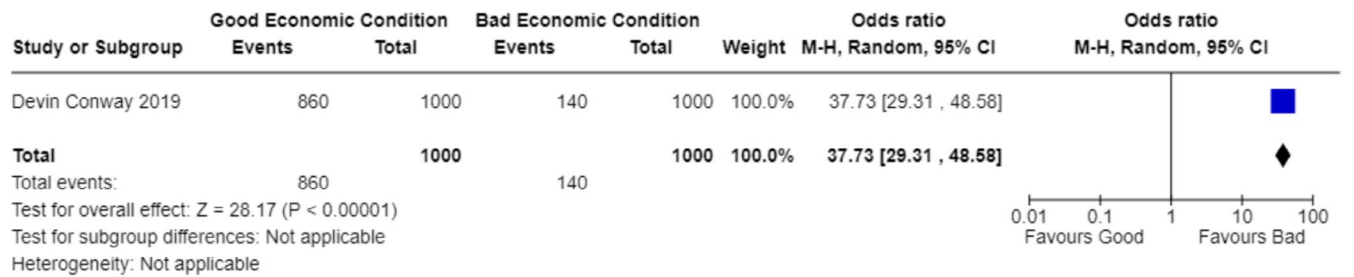 Good Economic Condition Bad Economic Condition Odds ratio Odds ratio
Study or Subgroup Events Total Events Total Weight M-H, Random, 95% CI M-H, Random, 95% CI
Devin Conway 2019 860 1000 140 1000 100.0% 37.73 [29.31 , 48.58]
Total 1000 1000 100.0% 37.73 [29.31 , 48.58]
Total events: 860 140
Test for overall effect: Z = 28.17 (P < 0.00001) 0.01 0.1 1 10 100
Test for subgroup differences: Not applicable Favours Good Favours Bad
Heterogeneity: Not applicable